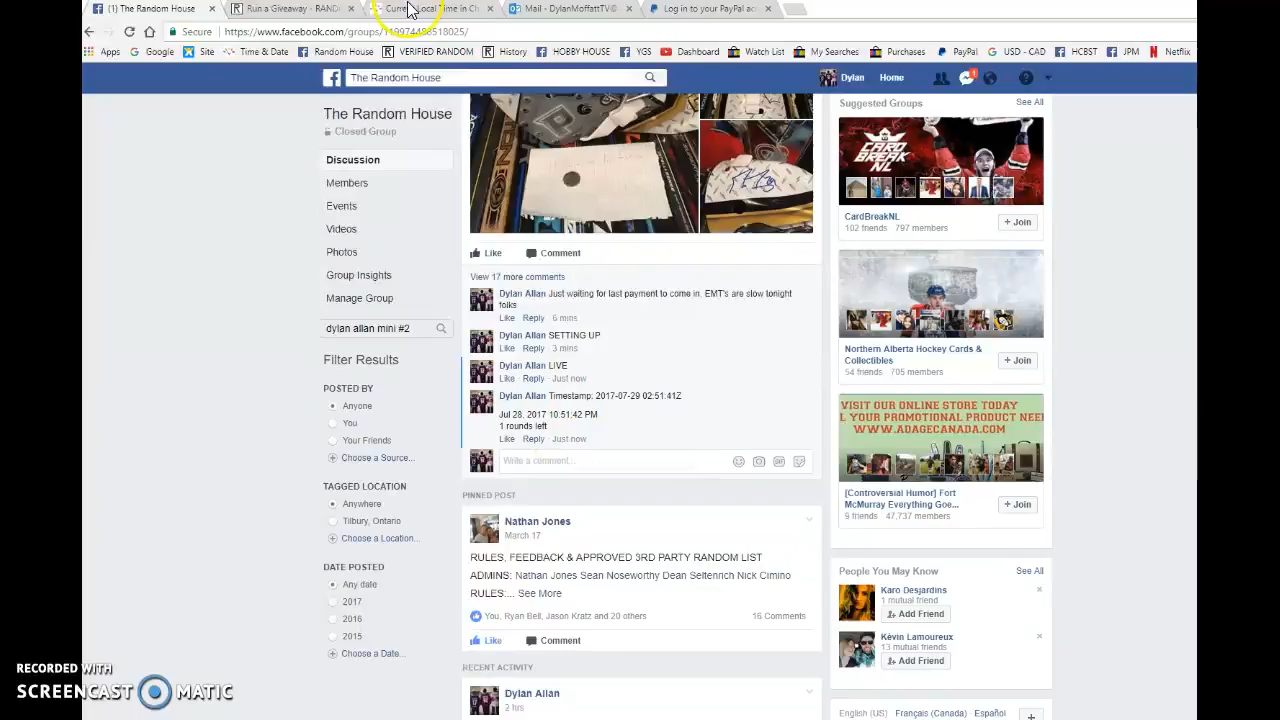 (1) The Random House
Run a Giveaway - RAND
Current Local Time in Ch
Mail - DylanMoffattTVE@
Log in to your PayPal ac
Secure https://www.facebook.com/groups/149974488518025/
Apps Google Site Time & Date Random House VERIFIED RANDOM History HOBBY HOUSE YGS Dashboard Watch List My Searches Purchases PayPal USD - CAD HCBST JPM Netflix
The Random House
Dylan Home 1
The Random House
Closed Group
Discussion
Members
Events
Videos
Photos
Group Insights
Manage Group
dylan allan mini #2
Filter Results
POSTED BY
Anyone
You
Your Friends
Choose a Source...
TAGGED LOCATION
Anywhere
Tilbury, Ontario
Choose a Location...
DATE POSTED
Any date
2017
2016
2015
Choose a Date...
Like Comment
View 17 more comments
Dylan Allan Just waiting for last payment to come in. EMT's are slow tonight
folks
Like · Reply · 6 mins
Dylan Allan SETTING UP
Like · Reply · 3 mins
Dylan Allan LIVE
Like · Reply · Just now
Dylan Allan Timestamp: 2017-07-29 02:51:41Z
Jul 28, 2017 10:51:42 PM
1 rounds left
Like · Reply · Just now
Write a comment...
PINNED POST
Nathan Jones
March 17
RULES, FEEDBACK & APPROVED 3RD PARTY RANDOM LIST
ADMINS: Nathan Jones Sean Noseworthy Dean Seltenrich Nick Cimino
RULES:... See More
You, Ryan Bell, Jason Kratz and 20 others
16 Comments
Like Comment
RECENT ACTIVITY
Dylan Allan
2 hrs
Suggested Groups See All
CARD
BREAK
NL
CardBreakNL
102 friends · 797 members
+ Join
Northern Alberta Hockey Cards &
Collectibles
54 friends · 705 members
+ Join
VISIT OUR ONLINE STORE TODAY
L YOUR PROMOTIONAL PRODUCT NEE
WWW.ADAGECANADA.COM
[Controversial Humor] Fort
McMurray Everything Goe...
9 friends · 47,737 members
+ Join
People You May Know See All
Karo Desjardins
1 mutual friend
Add Friend
Kévin Lamoureux
13 mutual friends
Add Friend
English (US) · Français (Canada) · Español
RECORDED WITH
SCREENCAST MATIC